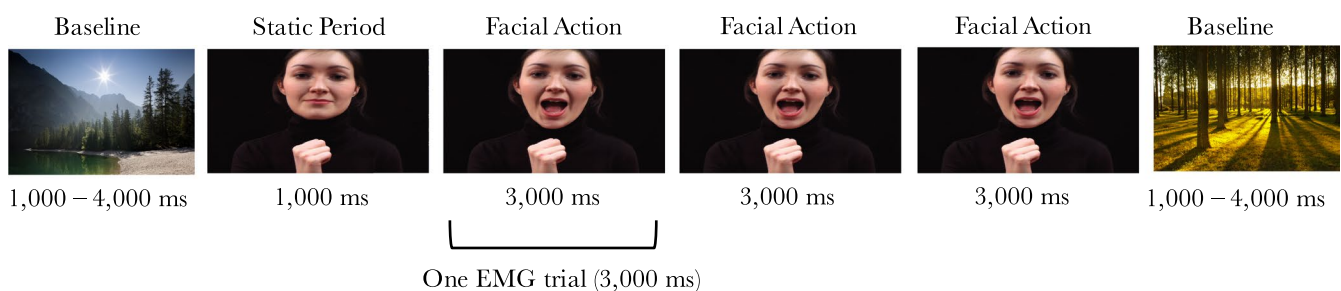 Baseline
Static Period
Facial Action
Facial Action
Facial Action
Baseline
1,000 – 4,000 ms
1,000 ms
3,000 ms
3,000 ms
3,000 ms
1,000 – 4,000 ms
One EMG trial (3,000 ms)